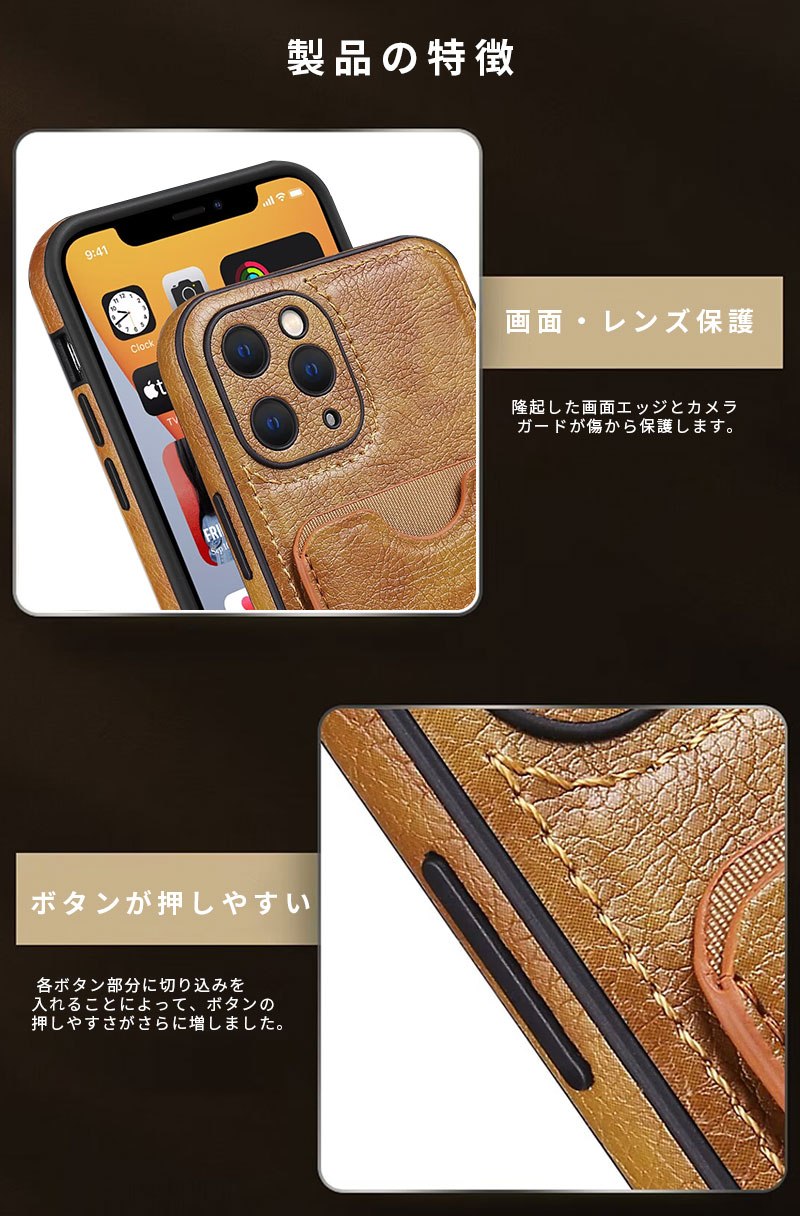 製品の特徴
9:41
Clock
画面・レンズ保護
隆起した画面エッジとカメラ
ガードが傷から保護します。
ボタンが押しやすい
各ボタン部分に切り込みを
入れることによって、ボタンの
押しやすさがさらに増しました。